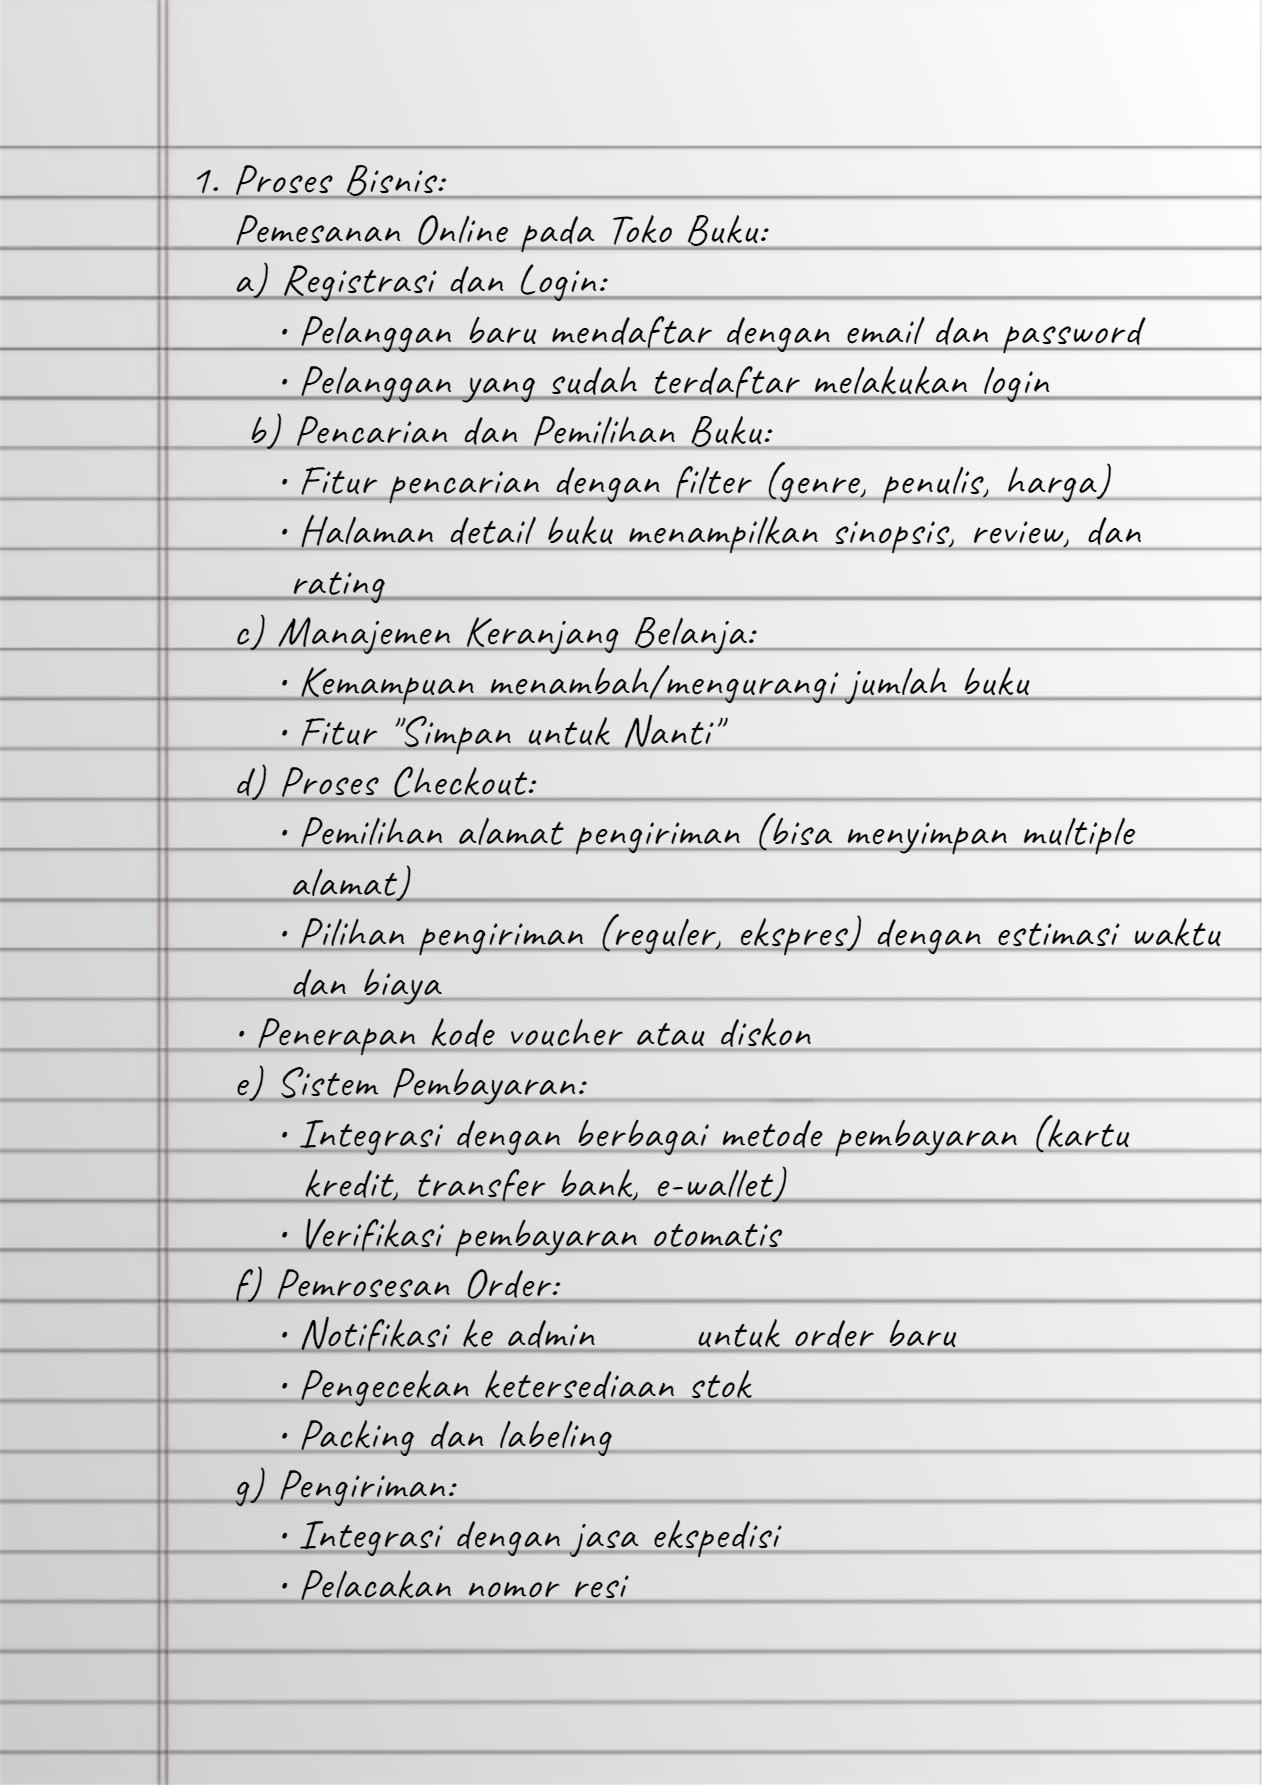 1. Proses Bisnis:
Pemesanan Online pada Toko Buku:
a) Registrasi dan Login:
• Pelanggan baru mendaftar dengan email dan password
• Pelanggan yang sudah terdaftar melakukan login
b) Pencarian dan Pemilihan Buku:
• Fitur pencarian dengan filter (genre, penulis, harga)
• Halaman detail buku menampilkan sinopsis, review, dan
rating
c) Manajemen Keranjang Belanja:
• Kemampuan menambah/mengurangi jumlah buku
• Fitur "Simpan untuk Nanti"
d) Proses Checkout:
• Pemilihan alamat pengiriman (bisa menyimpan multiple
alamat)
• Pilihan pengiriman (reguler, ekspres) dengan estimasi waktu
dan biaya
• Penerapan kode voucher atau diskon
e) Sistem Pembayaran:
• Integrasi dengan berbagai metode pembayaran (kartu
kredit, transfer bank, e-wallet)
• Verifikasi pembayaran otomatis
f) Pemrosesan Order:
• Notifikasi ke admin untuk order baru
• Pengecekan ketersediaan stok
• Packing dan labeling
g) Pengiriman:
• Integrasi dengan jasa ekspedisi
• Pelacakan nomor resi